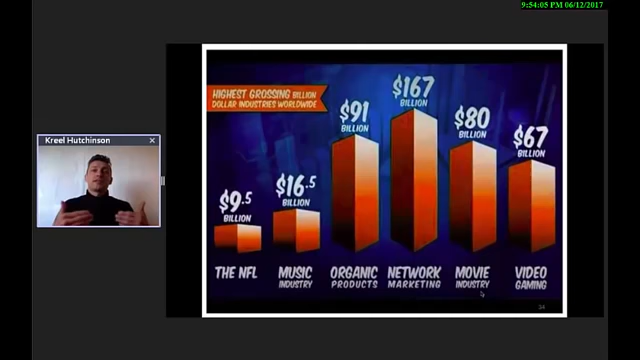 9:54:05 PM 06/12/2017
Kreel Hutchinson
HIGHEST GROSSING BILLION
DOLLAR INDUSTRIES WORLDWIDE
$9.5
BILLION
$16.5
BILLION
$91
BILLION
$167
BILLION
$80
BILLION
$67
BILLION
THE NFL
MUSIC
INDUSTRY
ORGANIC
PRODUCTS
NETWORK
MARKETING
MOVIE
INDUSTRY
VIDEO
GAMING
34